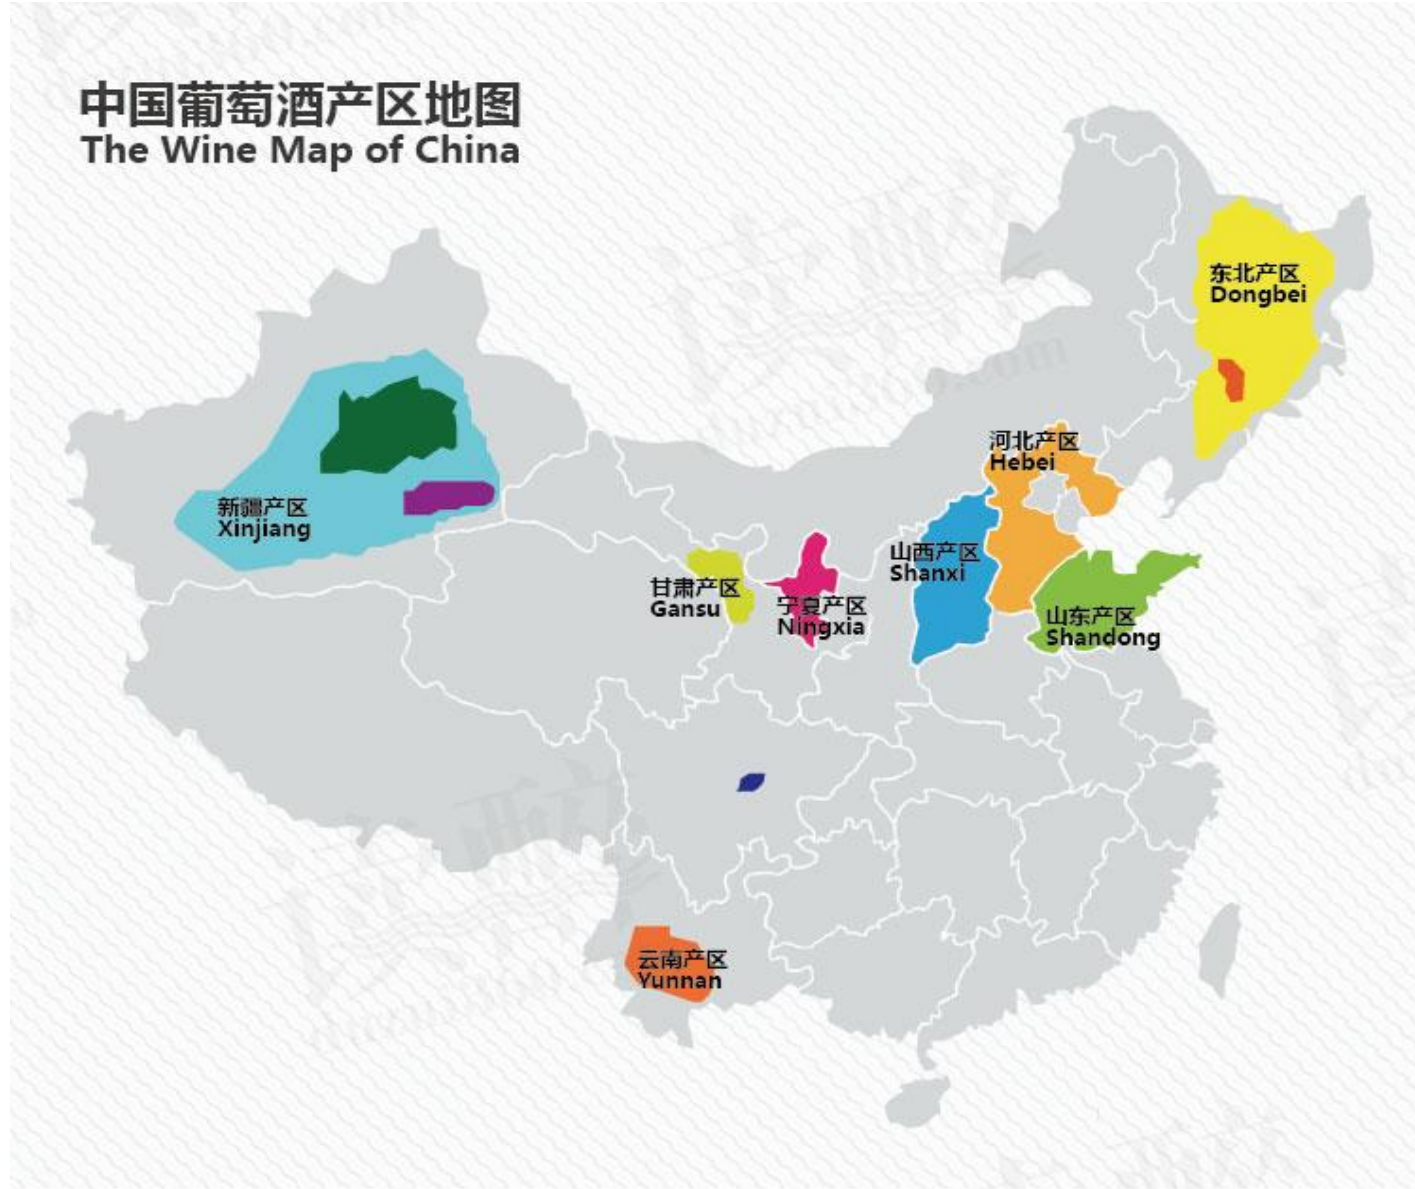 中国葡萄酒产区地图
The Wine Map of China
东北产区
Dongbei
河北产区
Hebei
新疆产区
Xinjiang
山西产区
Shanxi
甘肃产区
Gansu
宁夏产区
Ningxia
山东产区
Shandong
云南产区
Yunnan